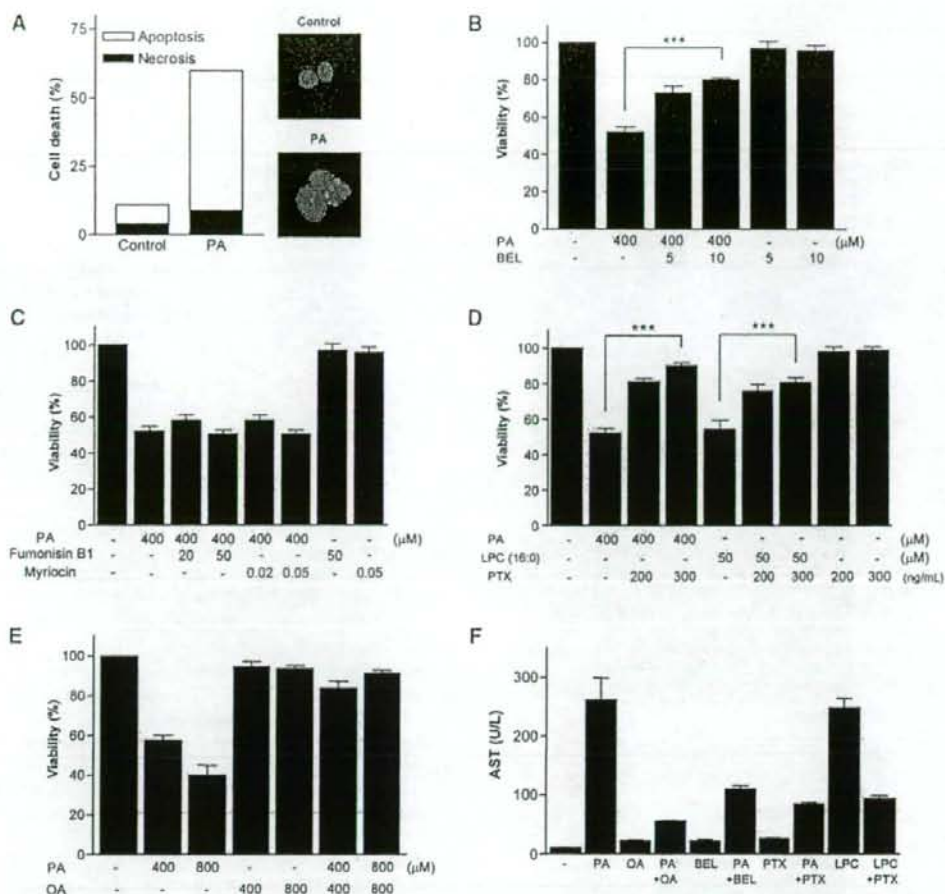 A
Apoptosis
Necrosis
Cell death (%)
75
50
25
0
Control PA
Control
PA
B
Viability (%)
100
80
60
40
20
0
***
PA - 400 400 400 - - (μM)
BEL - - 5 10 5 10
C
Viability (%)
100
80
60
40
20
0
PA - 400 400 400 400 400 - - (μM)
Fumonisin B1 - - 20 50 - - 50 -
Myriocin - - - - 0.02 0.05 - 0.05
D
Viability (%)
100
80
60
40
20
0
*** ***
PA - 400 400 400 - - - - - (μM)
LPC (16:0) - - - - 50 50 50 - - (μM)
PTX - - 200 300 - 200 300 200 300 (ng/mL)
E
Viability (%)
100
80
60
40
20
0
PA - 400 800 - - 400 800 (μM)
OA - - - 400 800 400 800
F
AST (U/L)
300
200
100
0
- PA OA PA BEL PA PTX PA LPC LPC
+OA +BEL +PTX +PTX